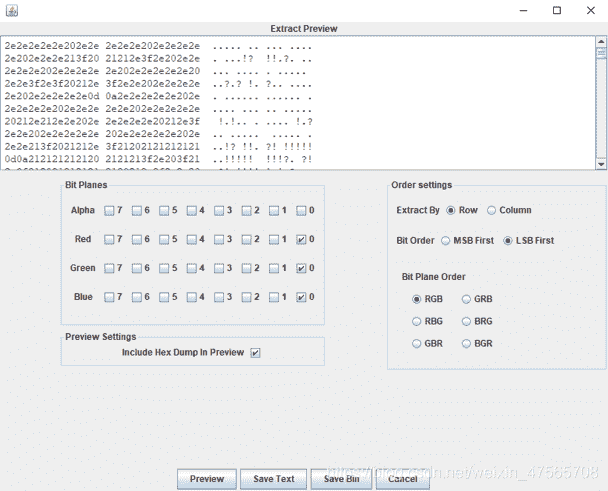 Extract Preview
2e2e2e2e2e202e2e 2e2e2e202e2e2e2e ..... .. ... ....
2e202e2e2e213f20 21212e3f2e202e2e . ...!? !!.?. ..
2e2e2e202e2e2e2e 2e202e2e2e2e2e20 ... .... . .....
2e2e3f2e3f20212e 3f2e2e202e2e2e2e ..?.? !. ?.. ....
2e202e2e2e2e2e0d 0a2e2e2e2e2e202e . ...... ...... .
2e2e2e2e202e2e2e 2e2e202e2e2e2e2e .... ... .. .....
20212e212e2e202e 2e2e2e2e20212e3f !.!.. . .... !.?
2e2e202e2e2e2e2e 202e2e2e2e2e202e .. ..... ..... .
2e2e213f2021212e 3f21202121212121 ..!? !!. ?! !!!!!
0d0a212121212120 2121213f2e203f21 ..!!!!! !!!?. ?!
Bit Planes
Alpha 7 6 5 4 3 2 1 0
Red 7 6 5 4 3 2 1 0
Green 7 6 5 4 3 2 1 0
Blue 7 6 5 4 3 2 1 0
Preview Settings
Include Hex Dump In Preview
Order settings
Extract By Row Column
Bit Order MSB First LSB First
Bit Plane Order
RGB GRB
RBG BRG
GBR BGR
Preview Save Text Save Bin Cancel
https://blog.csdn.net/weixin_47565708